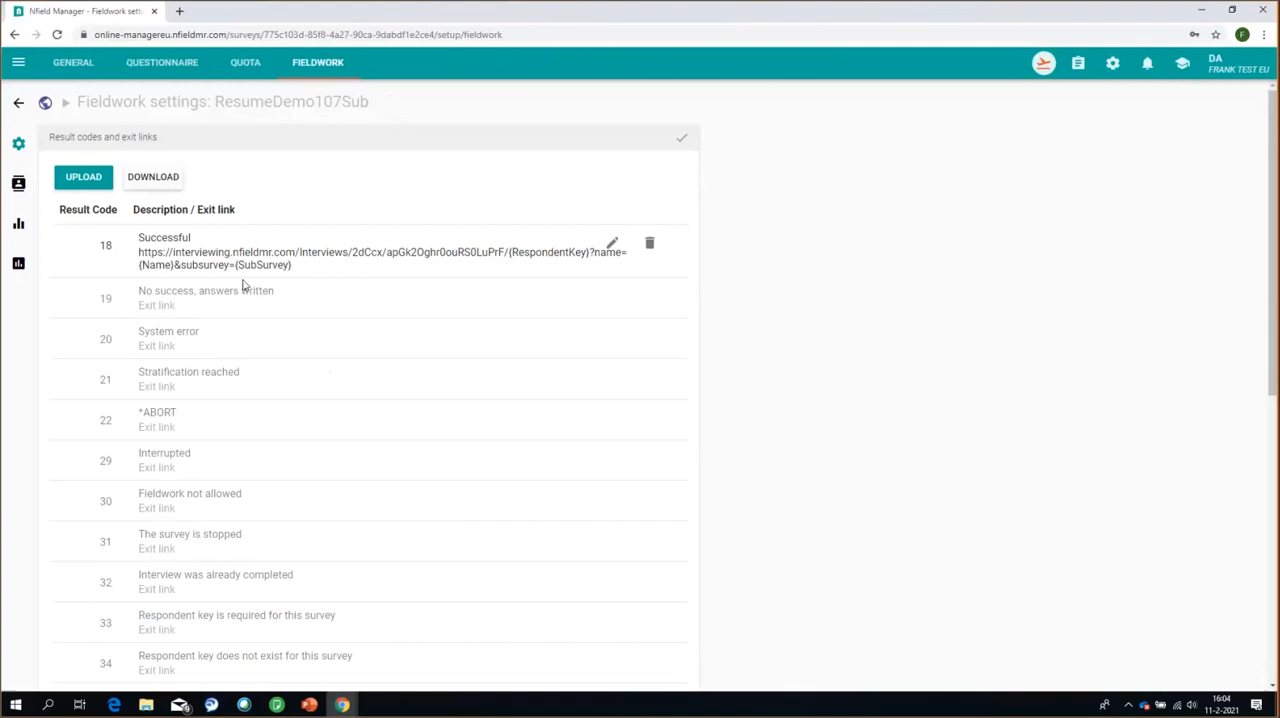 Nfield Manager - Fieldwork sett
online-managereu.nfieldmr.com/surveys/775c103d-85f8-4a27-90ca-9dabdf1e2ce4/setup/fieldwork
F
GENERAL
QUESTIONNAIRE
QUOTA
FIELDWORK
DA
FRANK TEST EU
Fieldwork settings: ResumeDemo107Sub
Result codes and exit links
UPLOAD
DOWNLOAD
Result Code Description / Exit link
18 Successful
https://interviewing.nfieldmr.com/Interviews/2dCcx/apGk2Oghr0ouRS0LuPrF/{RespondentKey}?name=
{Name}&subsurvey={SubSurvey}
19 No success, answers written
Exit link
20 System error
Exit link
21 Stratification reached
Exit link
22 *ABORT
Exit link
29 Interrupted
Exit link
30 Fieldwork not allowed
Exit link
31 The survey is stopped
Exit link
32 Interview was already completed
Exit link
33 Respondent key is required for this survey
Exit link
34 Respondent key does not exist for this survey
Exit link
16:04
11-2-2021